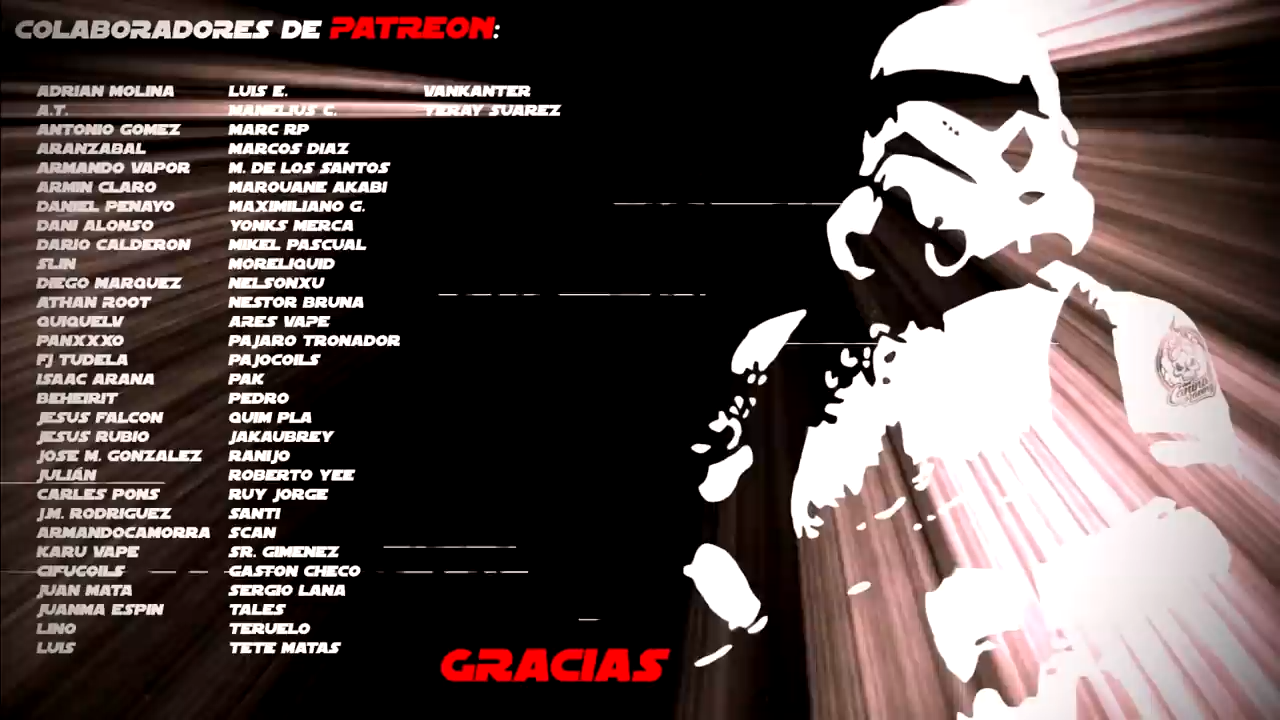 COLABORADORES DE PATREON:
ADRIAN MOLINA
A.T.
ANTONIO GOMEZ
ARANZABAL
ARMANDO VAPOR
ARMIN CLARO
DANIEL PENAYO
DANI ALONSO
DARIO CALDERON
SLIN
DIEGO MARQUEZ
ATHAN ROOT
QUIQUELV
PANXXXO
FJ TUDELA
ISAAC ARANA
BEHEIRIT
JESUS FALCON
JESUS RUBIO
JOSE M. GONZALEZ
JULIÁN
CARLES PONS
J.M. RODRIGUEZ
ARMANDOCAMORRA
KARU VAPE
CIFUCOILS
JUAN MATA
JUANMA ESPIN
LINO
LUIS
LUIS E.
MANELIUS C.
MARC RP
MARCOS DIAZ
M. DE LOS SANTOS
MAROUANE AKABI
MAXIMILIANO G.
YONKS MERCA
MIKEL PASCUAL
MORELIQUID
NELSONXU
NESTOR BRUNA
ARES VAPE
PAJARO TRONADOR
PAJOCOILS
PAK
PEDRO
QUIM PLA
JAKAUBREY
RANIJO
ROBERTO YEE
RUY JORGE
SANTI
SCAN
SR. GIMENEZ
GASTON CHECO
SERGIO LANA
TALES
TERUELO
TETE MATAS
VANKANTER
YERAY SUAREZ
GRACIAS
Canino